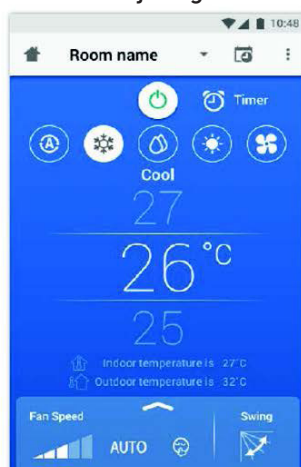 10:48
Room name
Timer
A
Cool
27
26°C
25
Indoor temperature is 27°C
Outdoor temperature is 32°C
Fan Speed
Swing
AUTO